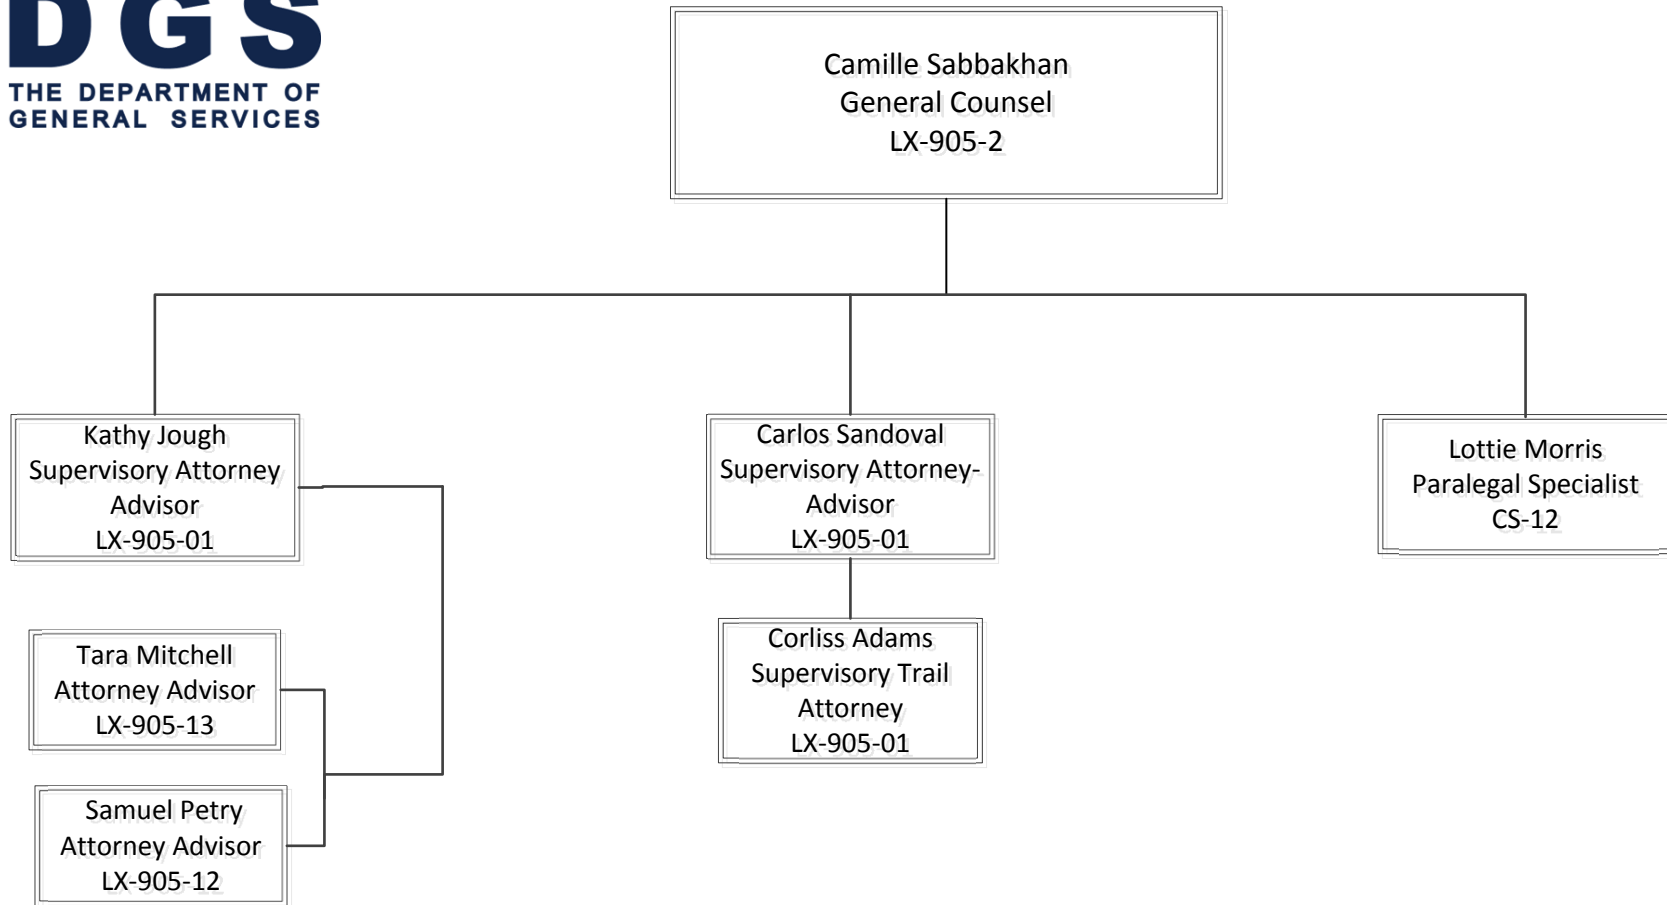 DGS
THE DEPARTMENT OF
GENERAL SERVICES
Camille Sabbakhan
General Counsel
LX-905-2
Kathy Jough
Supervisory Attorney
Advisor
LX-905-01
Carlos Sandoval
Supervisory Attorney-
Advisor
LX-905-01
Lottie Morris
Paralegal Specialist
CS-12
Tara Mitchell
Attorney Advisor
LX-905-13
Corliss Adams
Supervisory Trail
Attorney
LX-905-01
Samuel Petry
Attorney Advisor
LX-905-12